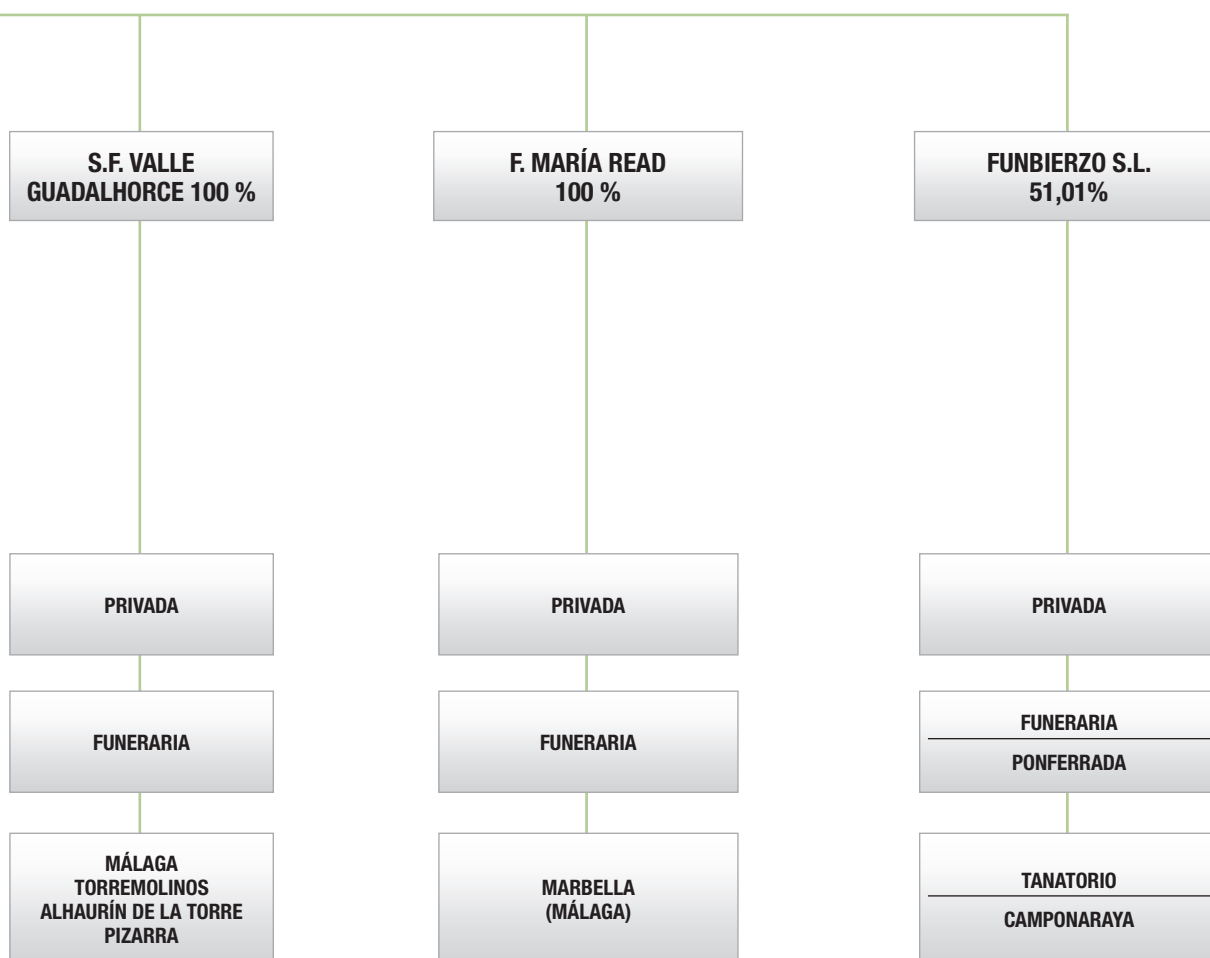 S.F. VALLE
GUADALHORCE 100 %
F. MARÍA READ
100 %
FUNBIERZO S.L.
51,01%
PRIVADA
PRIVADA
PRIVADA
FUNERARIA
FUNERARIA
FUNERARIA
PONFERRADA
MÁLAGA
TORREMOLINOS
ALHAURÍN DE LA TORRE
PIZARRA
MARBELLA
(MÁLAGA)
TANATORIO
CAMPONARAYA